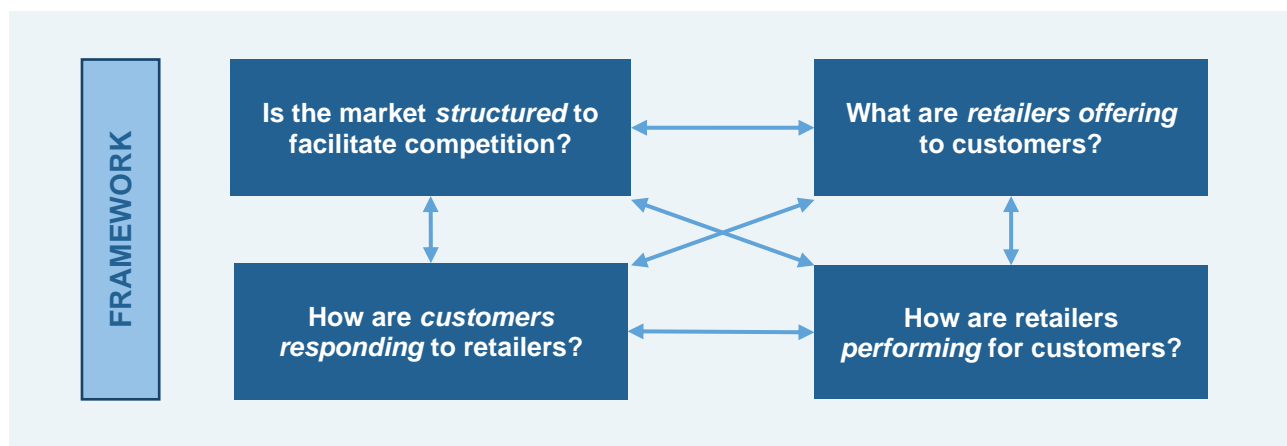 FRAMEWORK
Is the market structured to
facilitate competition?
What are retailers offering
to customers?
How are customers
responding to retailers?
How are retailers
performing for customers?